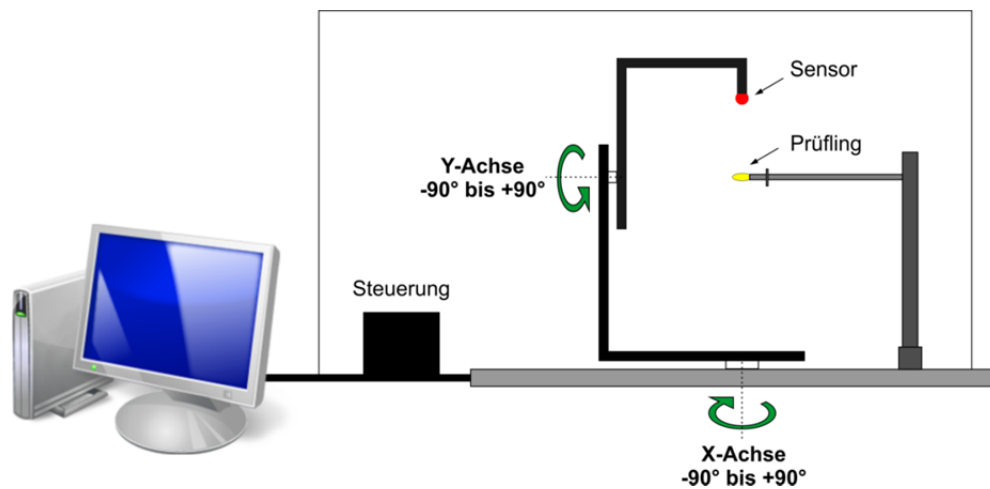 Sensor
Prüfling
Y-Achse
-90° bis +90°
Steuerung
X-Achse
-90° bis +90°